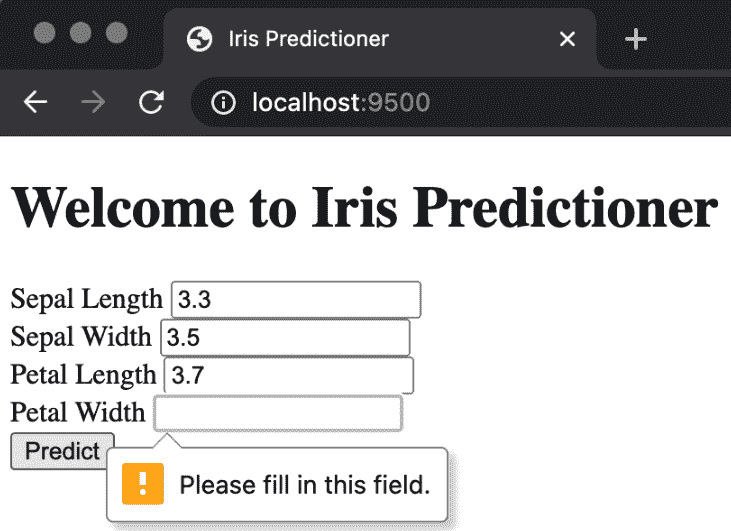 Iris Predictioner
localhost:9500
Welcome to Iris Predictioner
Sepal Length 3.3
Sepal Width 3.5
Petal Length 3.7
Petal Width
Predict
Please fill in this field.